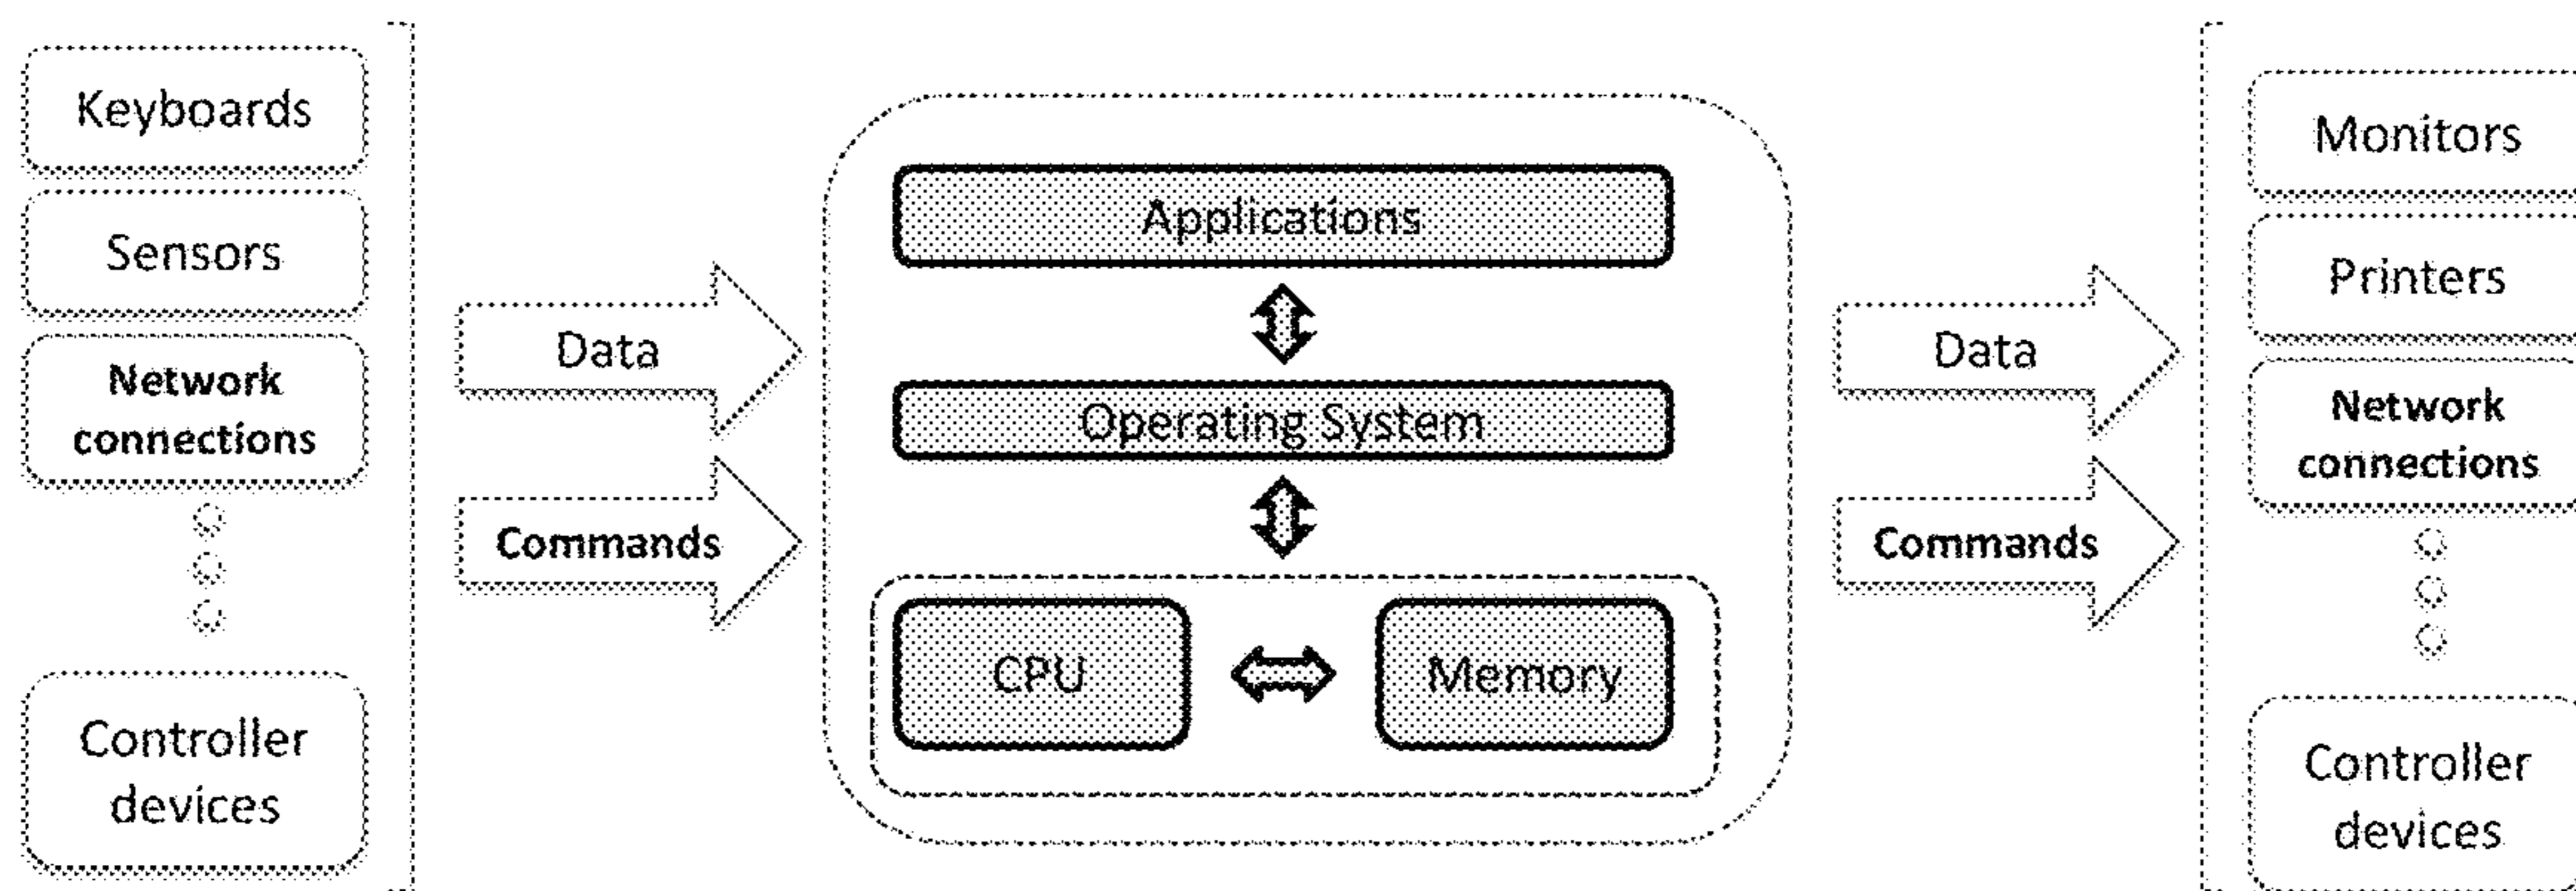 Keyboards
Sensors
Network
connections
Controller
devices
Data
Commands
Applications
Operating System
CPU
Memory
Data
Commands
Monitors
Printers
Network
connections
Controller
devices